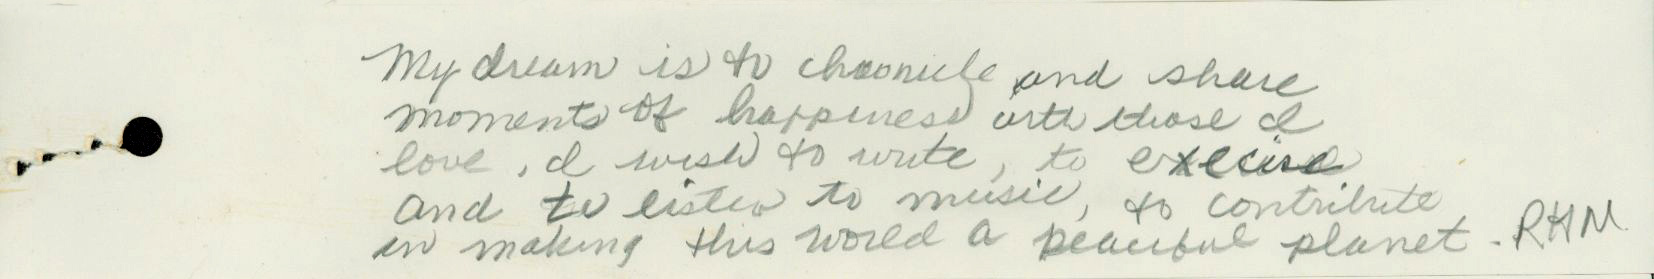 My dream is to chronicle and share
moments of happiness with those I
love. I wish to write, to execise
and to listen to music, to contribute
in making this world a peaceful planet. RHM